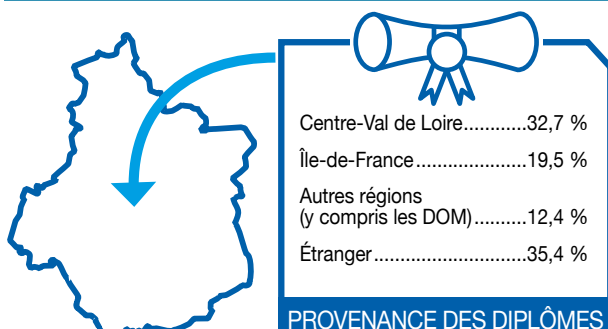 Centre-Val de Loire............32,7 %
Île-de-France....................19,5 %
Autres régions
(y compris les DOM)..........12,4 %
Étranger............................35,4 %
PROVENANCE DES DIPLÔMES